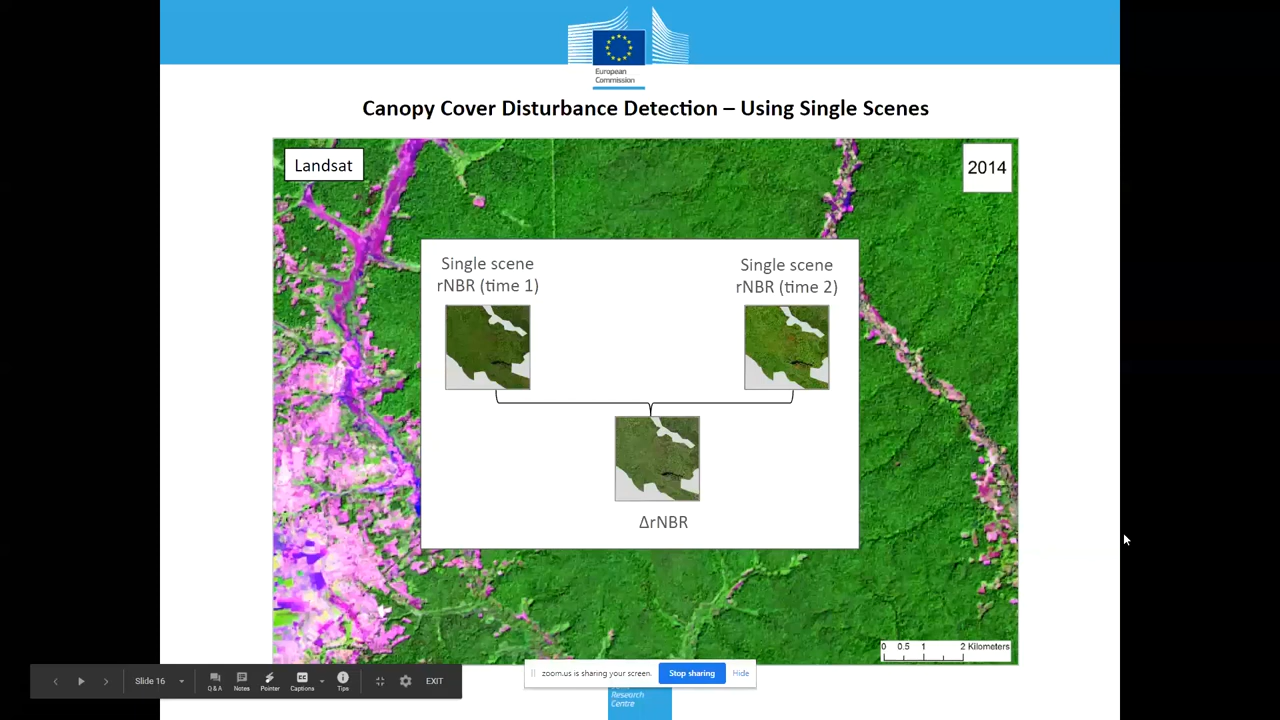 European
Commission
Canopy Cover Disturbance Detection – Using Single Scenes
Landsat
2014
Single scene
rNBR (time 1)
Single scene
rNBR (time 2)
ΔrNBR
0 0.5 1 2 Kilometers
Slide 16
Q & A
Notes
Pointer
Captions
Tips
EXIT
zoom.us is sharing your screen.
Stop sharing
Hide
Research
Centre